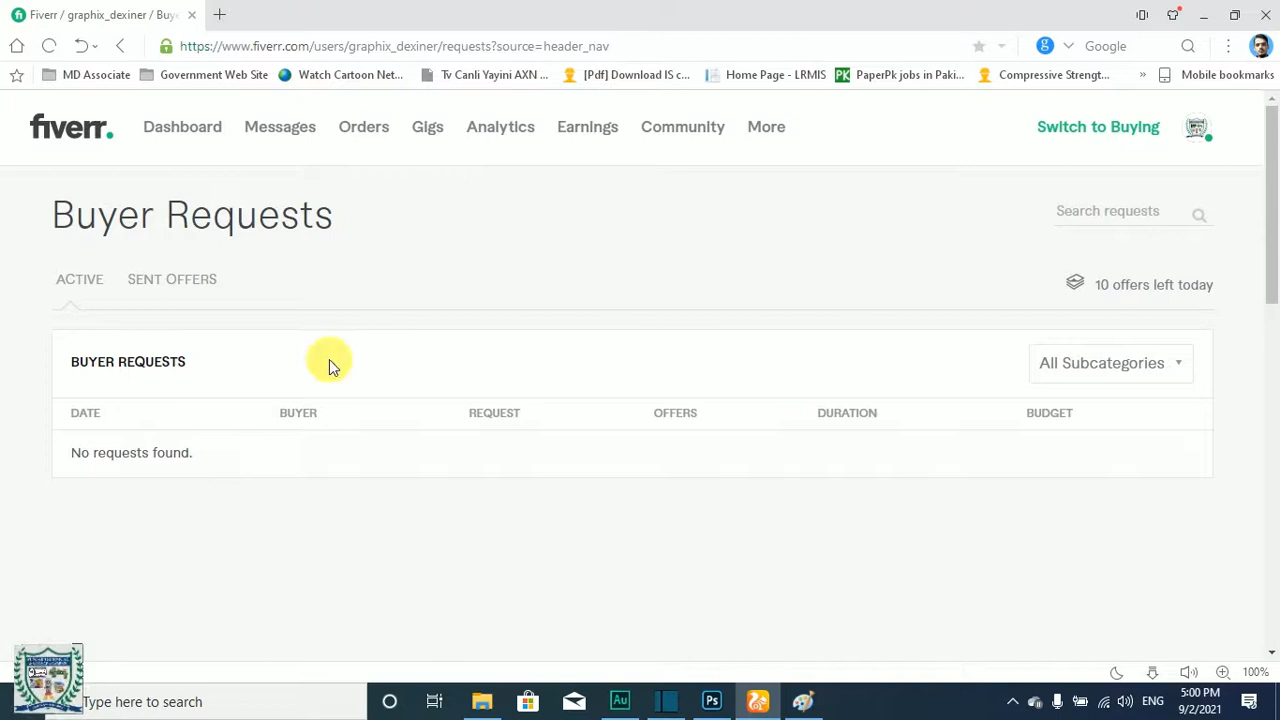 Fiverr / graphix_dexiner / Buy
https://www.fiverr.com/users/graphix_dexiner/requests?source=header_nav
Google
MD Associate
Government Web Site
Watch Cartoon Net...
Tv Canli Yayini AXN ...
[Pdf] Download IS c...
Home Page - LRMIS
PK PaperPk jobs in Paki...
Compressive Strengt...
Mobile bookmarks
fiverr.
Dashboard
Messages
Orders
Gigs
Analytics
Earnings
Community
More
Switch to Buying
Buyer Requests
Search requests
ACTIVE
SENT OFFERS
10 offers left today
BUYER REQUESTS
All Subcategories
DATE
BUYER
REQUEST
OFFERS
DURATION
BUDGET
No requests found.
100%
Type here to search
Au
Ps
ENG
5:00 PM
9/2/2021